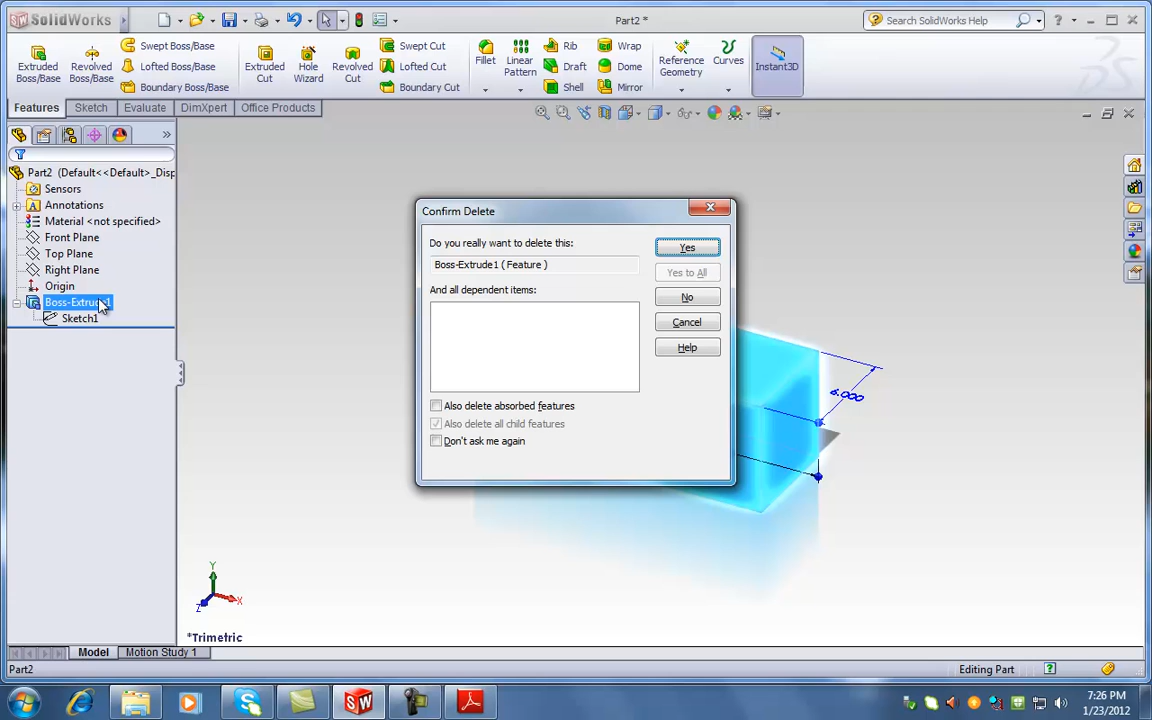 SolidWorks
Part2 *
Search SolidWorks Help
Extruded Boss/Base
Revolved Boss/Base
Swept Boss/Base
Lofted Boss/Base
Boundary Boss/Base
Extruded Cut
Hole Wizard
Revolved Cut
Swept Cut
Lofted Cut
Boundary Cut
Fillet
Linear Pattern
Rib
Draft
Shell
Wrap
Dome
Mirror
Reference Geometry
Curves
Instant3D
Features
Sketch
Evaluate
DimXpert
Office Products
Part2 (Default<<Default>_Disp
Sensors
Annotations
Material <not specified>
Front Plane
Top Plane
Right Plane
Origin
Sketch1
Confirm Delete
Do you really want to delete this:
Boss-Extrude1 ( Feature )
And all dependent items:
Yes
Yes to All
No
Cancel
Help
Also delete absorbed features
Also delete all child features
Don't ask me again
6.000
Y
X
Z
*Trimetric
Model
Motion Study 1
Part2
Editing Part
7:26 PM
1/23/2012